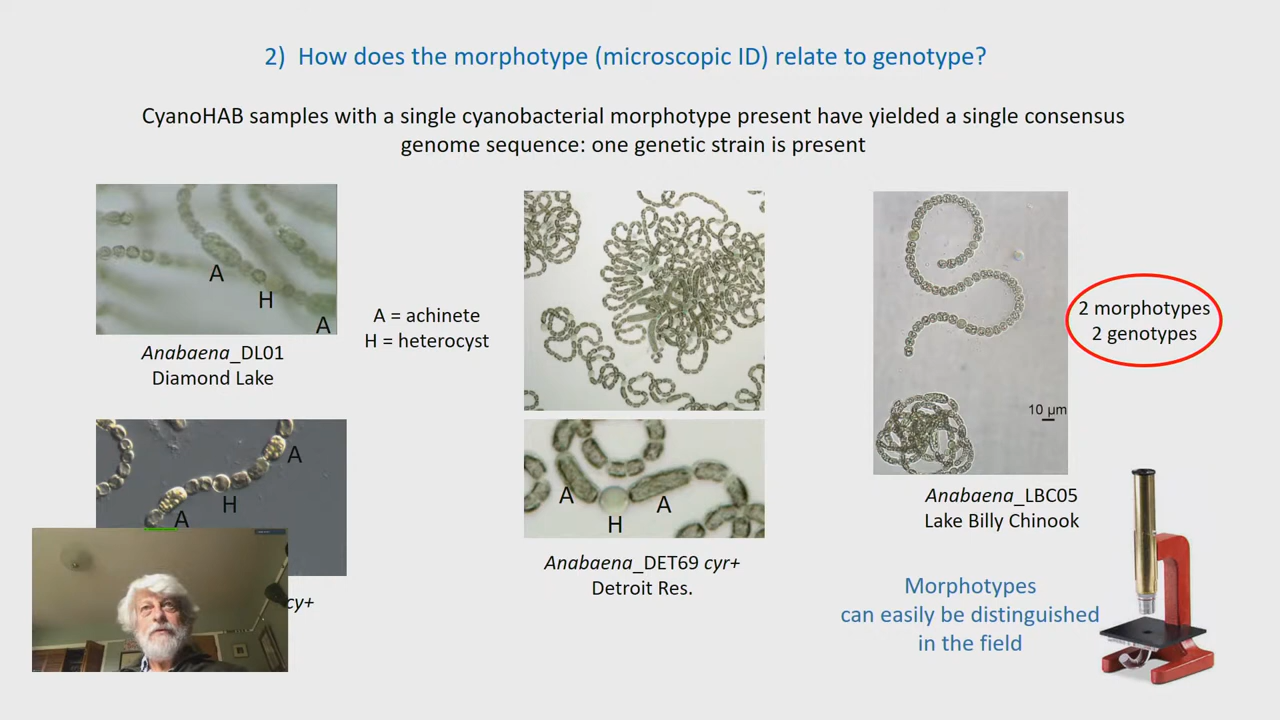 2) How does the morphotype (microscopic ID) relate to genotype?
CyanoHAB samples with a single cyanobacterial morphotype present have yielded a single consensus
genome sequence: one genetic strain is present
A
H
A
A = achinete
H = heterocyst
Anabaena_DL01
Diamond Lake
A
H
A
cy+
A
A
H
Anabaena_DET69 cyr+
Detroit Res.
2 morphotypes
2 genotypes
10 µm
Anabaena_LBC05
Lake Billy Chinook
Morphotypes
can easily be distinguished
in the field